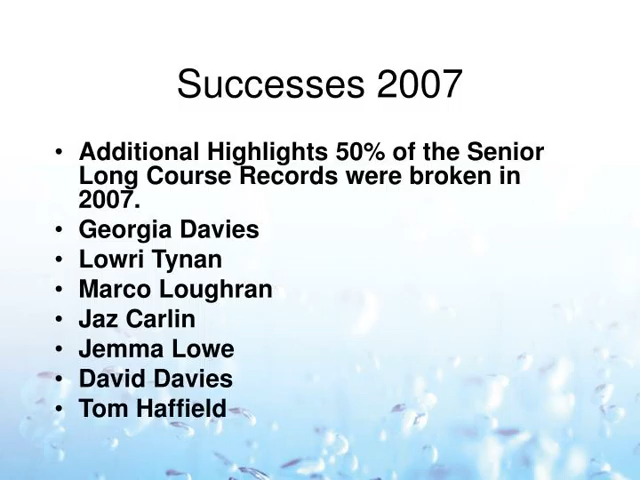 Successes 2007
• Additional Highlights 50% of the Senior
Long Course Records were broken in
2007.
• Georgia Davies
• Lowri Tynan
• Marco Loughran
• Jaz Carlin
• Jemma Lowe
• David Davies
• Tom Haffield